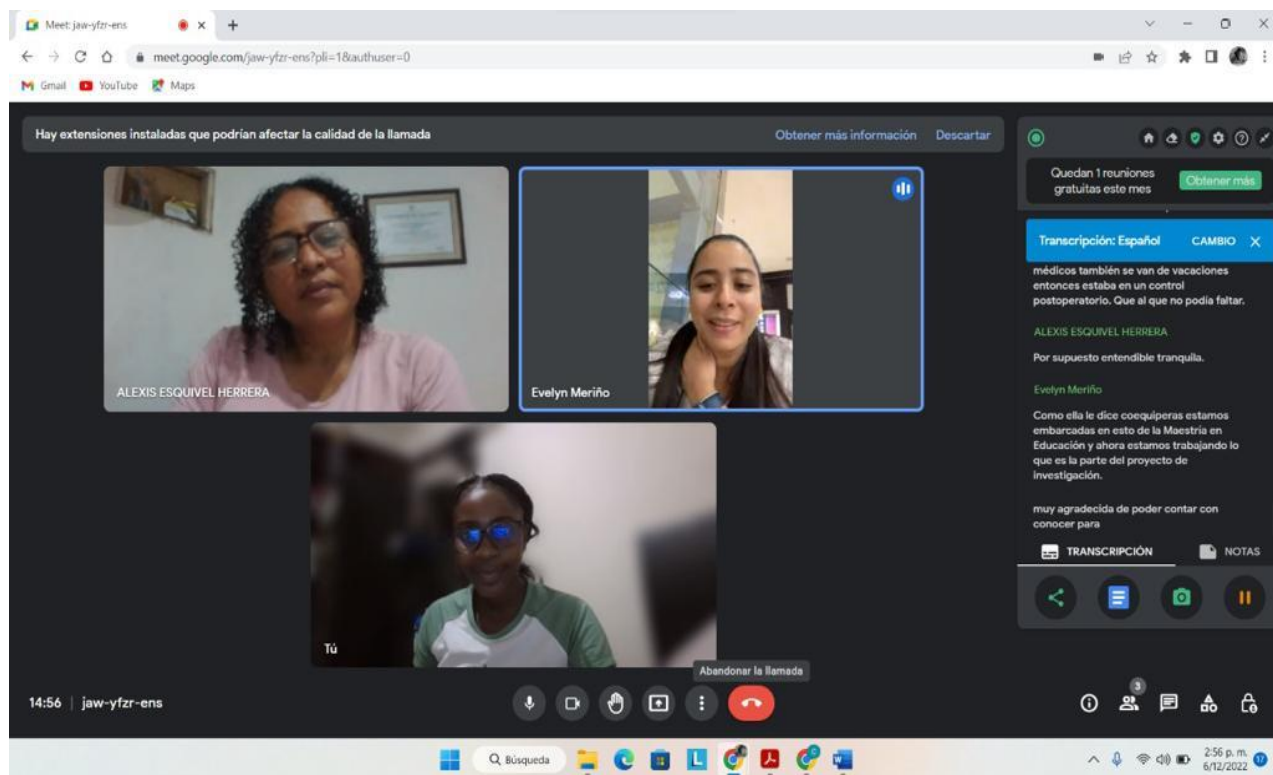 Meet: jaw-yfzr-ens
meet.google.com/jaw-yfzr-ens?pli=1&authuser=0
Gmail YouTube Maps
Hay extensiones instaladas que podrían afectar la calidad de la llamada Obtener más información Descartar
ALEXIS ESQUIVEL HERRERA
Evelyn Meriño
Tú
Abandonar la llamada
Quedan 1 reuniones
gratuitas este mes
Obtener más
Transcripción: Español CAMBIO
médicos también se van de vacaciones
entonces estaba en un control
postoperatorio. Que al que no podía faltar.
ALEXIS ESQUIVEL HERRERA
Por supuesto entendible tranquila.
Evelyn Meriño
Como ella le dice coequiperas estamos
embarcadas en esto de la Maestría en
Educación y ahora estamos trabajando lo
que es la parte del proyecto de
investigación.
muy agradecida de poder contar con
conocer para
TRANSCRIPCIÓN NOTAS
14:56 | jaw-yfzr-ens
3
Búsqueda
2:56 p. m.
6/12/2022
17